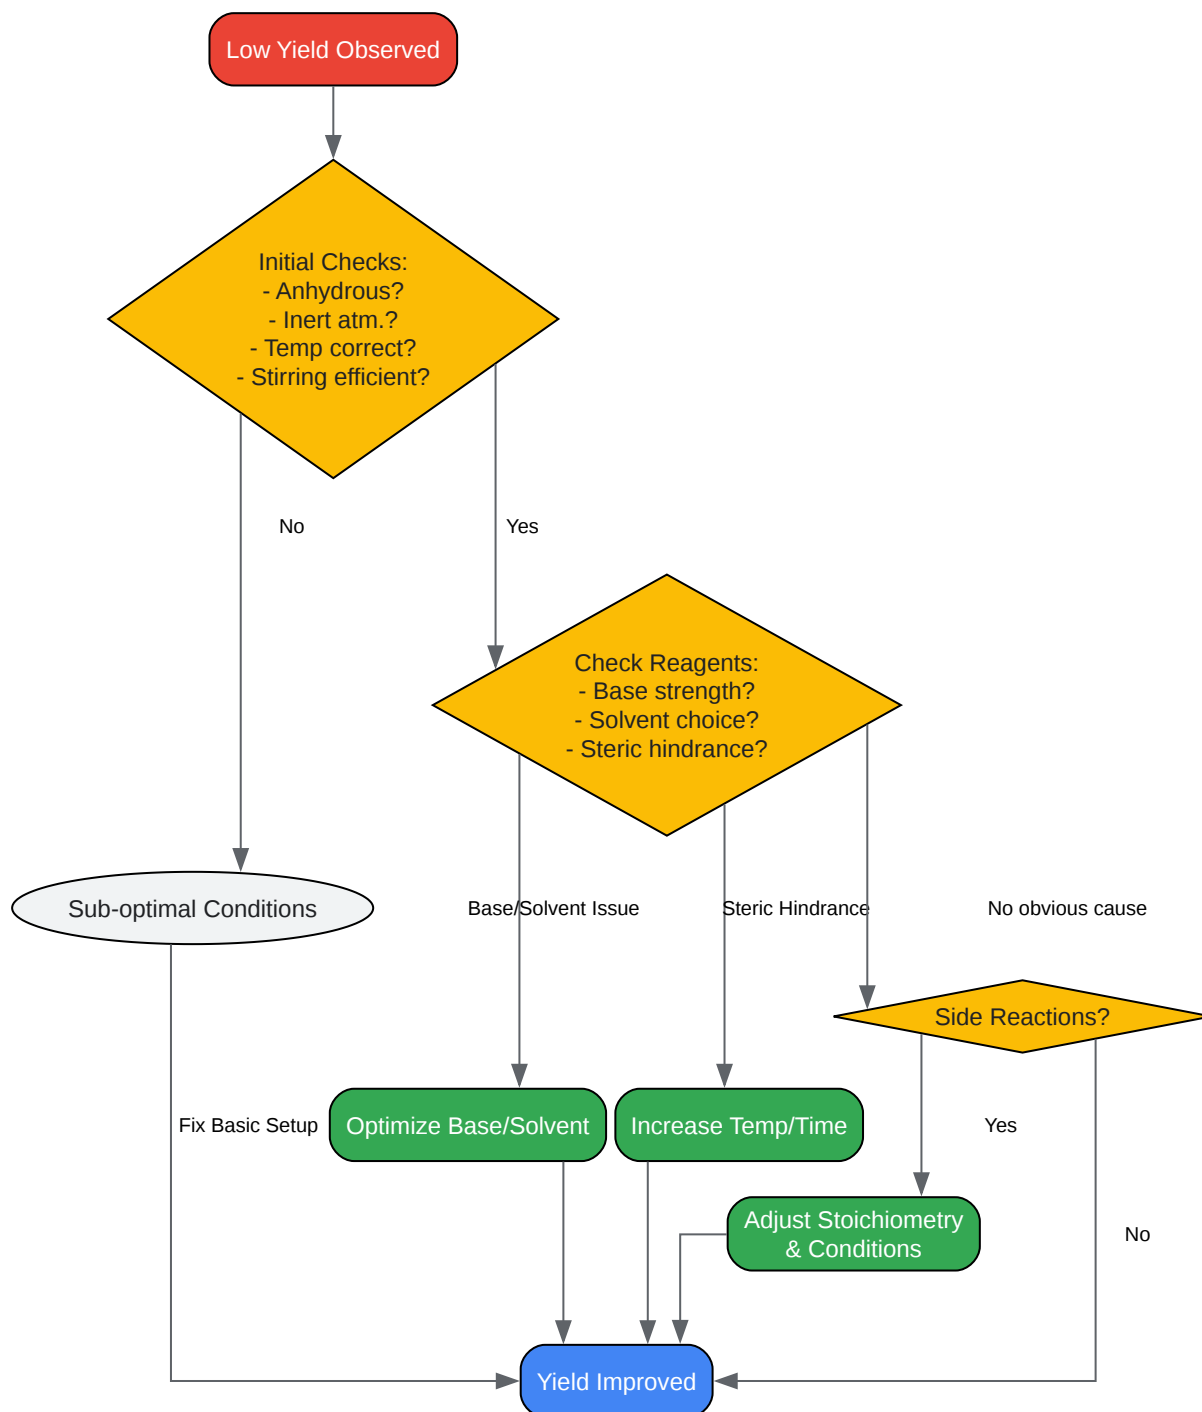 Low Yield Observed
Initial Checks:
- Anhydrous?
- Inert atm.?
- Temp correct?
- Stirring efficient?
No
Yes
Check Reagents:
- Base strength?
- Solvent choice?
- Steric hindrance?
Sub-optimal Conditions
Base/Solvent Issue
Steric Hindrance
No obvious cause
Side Reactions?
Fix Basic Setup
Optimize Base/Solvent
Increase Temp/Time
Yes
Adjust Stoichiometry
& Conditions
No
Yield Improved